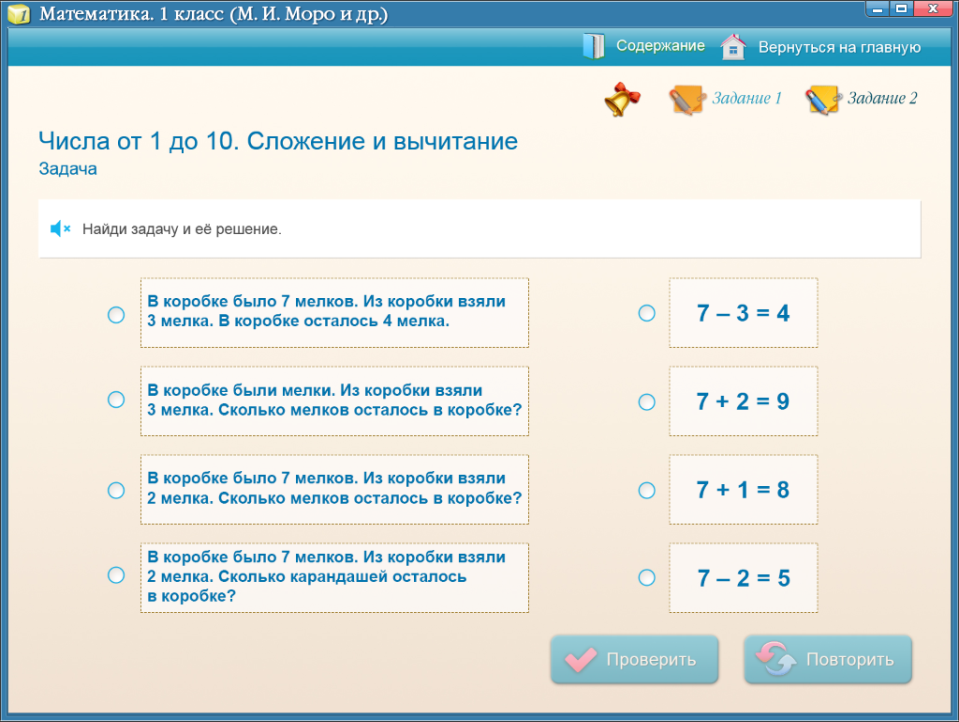 Математика. 1 класс (М. И. Моро и др.)
Содержание
Вернуться на главную
Задание 1
Задание 2
Числа от 1 до 10. Сложение и вычитание
Задача
Найди задачу и её решение.
В коробке было 7 мелков. Из коробки взяли
3 мелка. В коробке осталось 4 мелка.
7 – 3 = 4
В коробке были мелки. Из коробки взяли
3 мелка. Сколько мелков осталось в коробке?
7 + 2 = 9
В коробке было 7 мелков. Из коробки взяли
2 мелка. Сколько мелков осталось в коробке?
7 + 1 = 8
В коробке было 7 мелков. Из коробки взяли
2 мелка. Сколько карандашей осталось
в коробке?
7 – 2 = 5
Проверить
Повторить